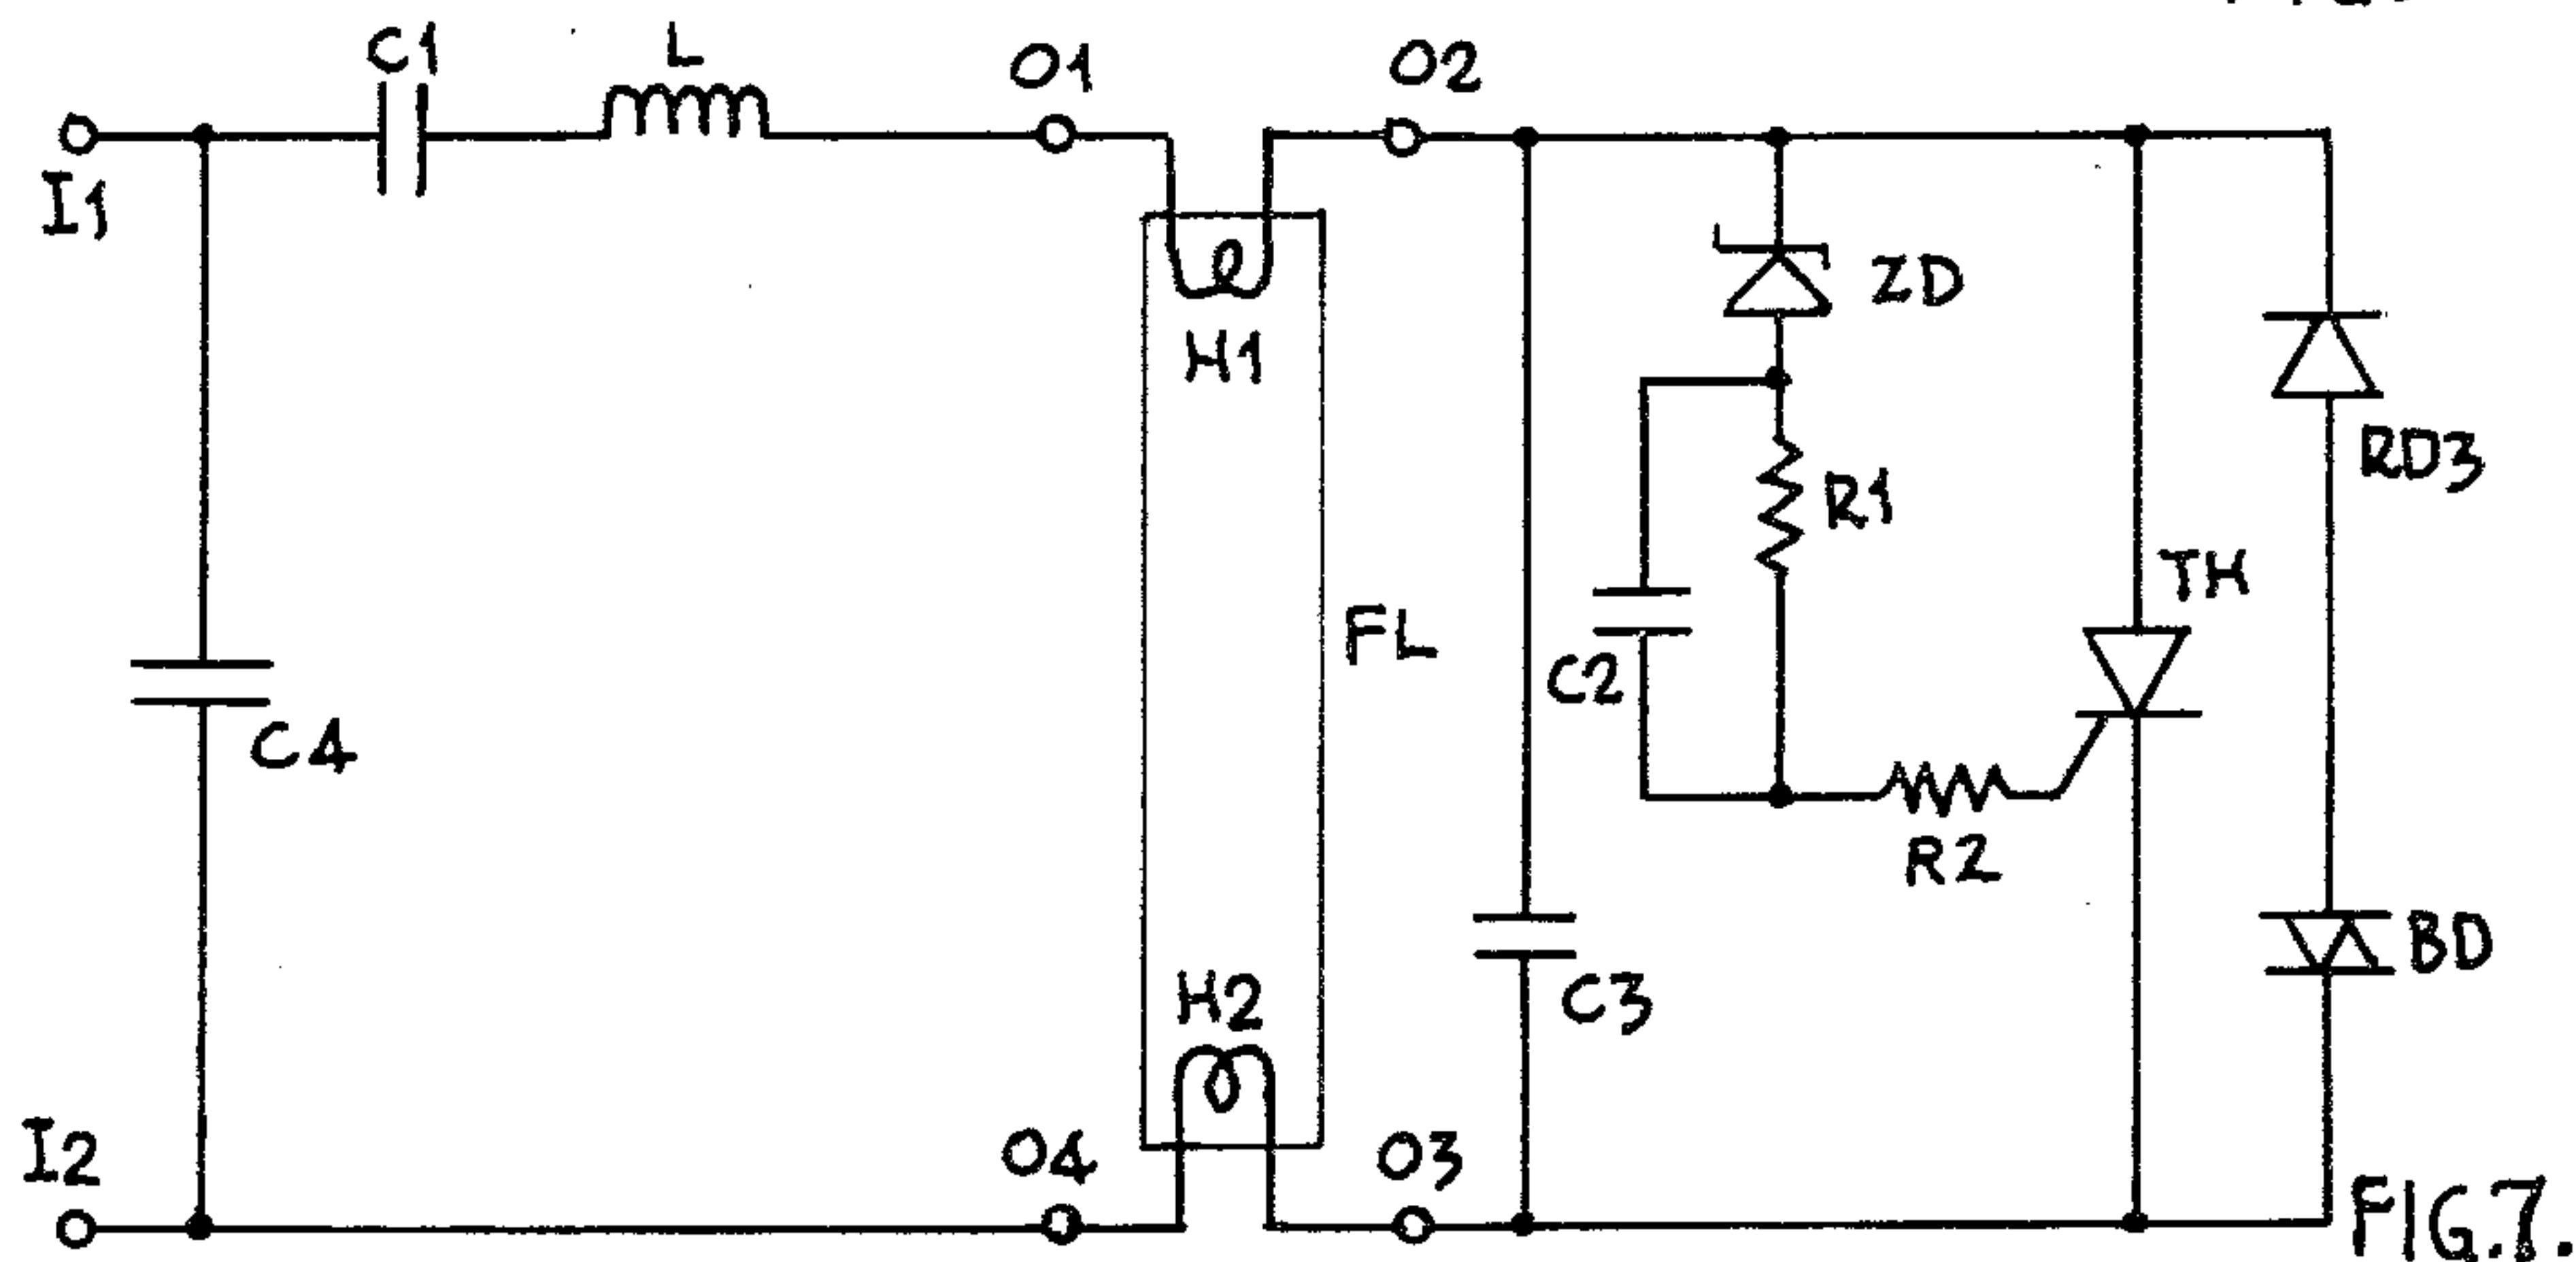 C1
L
O1
O2
I1
ZD
H1
RD3
R1
TH
FL
C2
C4
R2
BD
H2
C3
I2
O4
O3
FIG.7.